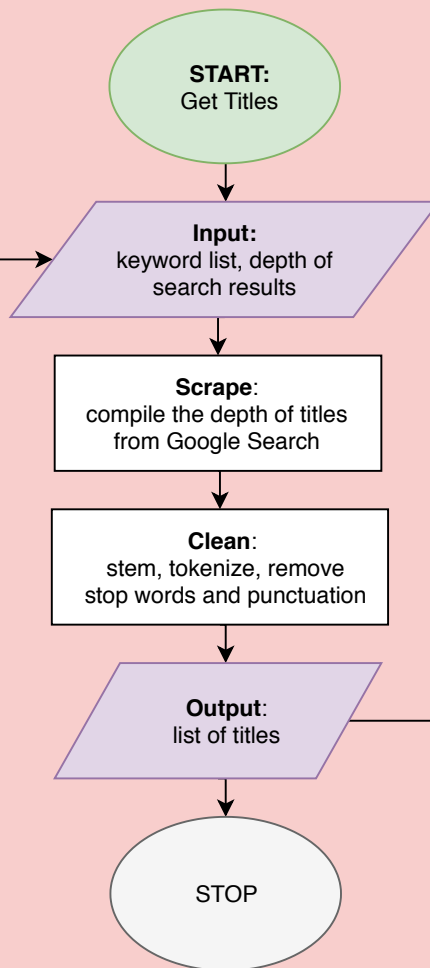 START:
Get Titles
Input:
keyword list, depth of
search results
Scrape:
compile the depth of titles
from Google Search
Clean:
stem, tokenize, remove
stop words and punctuation
Output:
list of titles
STOP